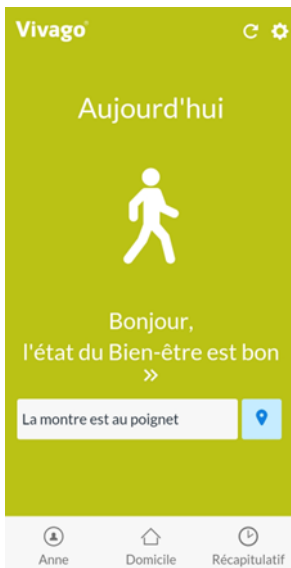 Vivago®
Aujourd'hui
Bonjour,
l'état du Bien-être est bon
»
La montre est au poignet
Anne Domicile Récapitulatif